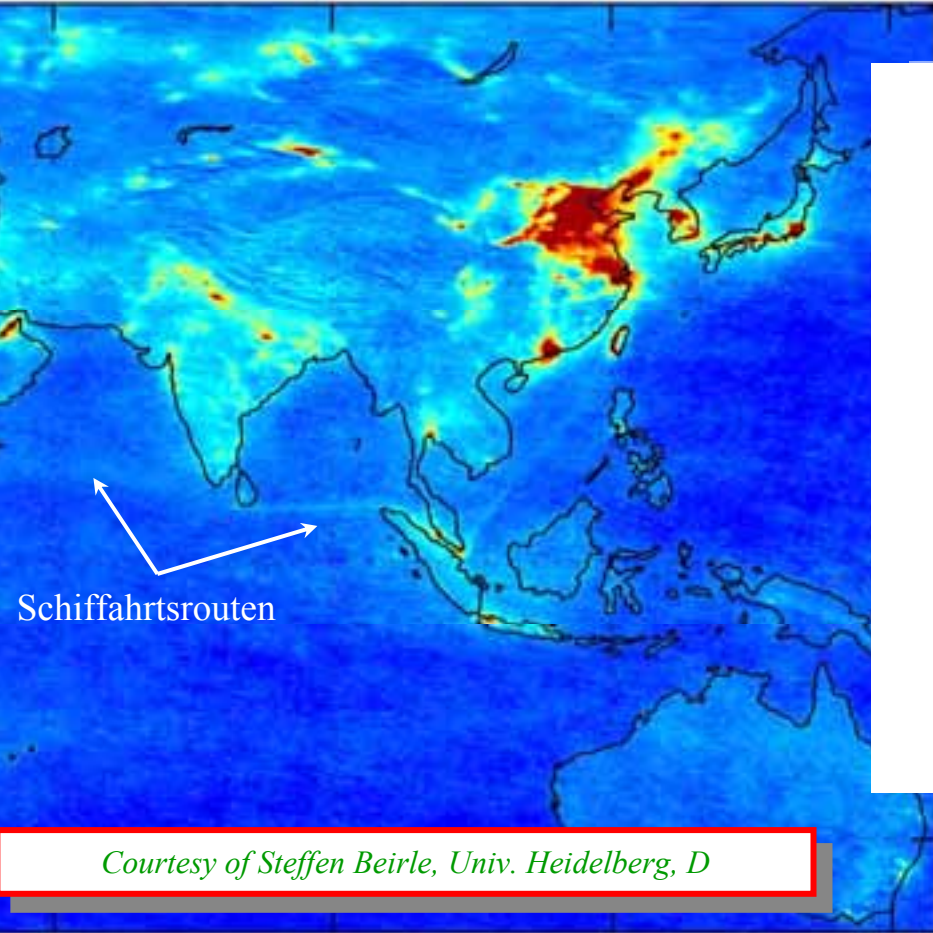 Schiffahrtsrouten
Courtesy of Steffen Beirle, Univ. Heidelberg, D